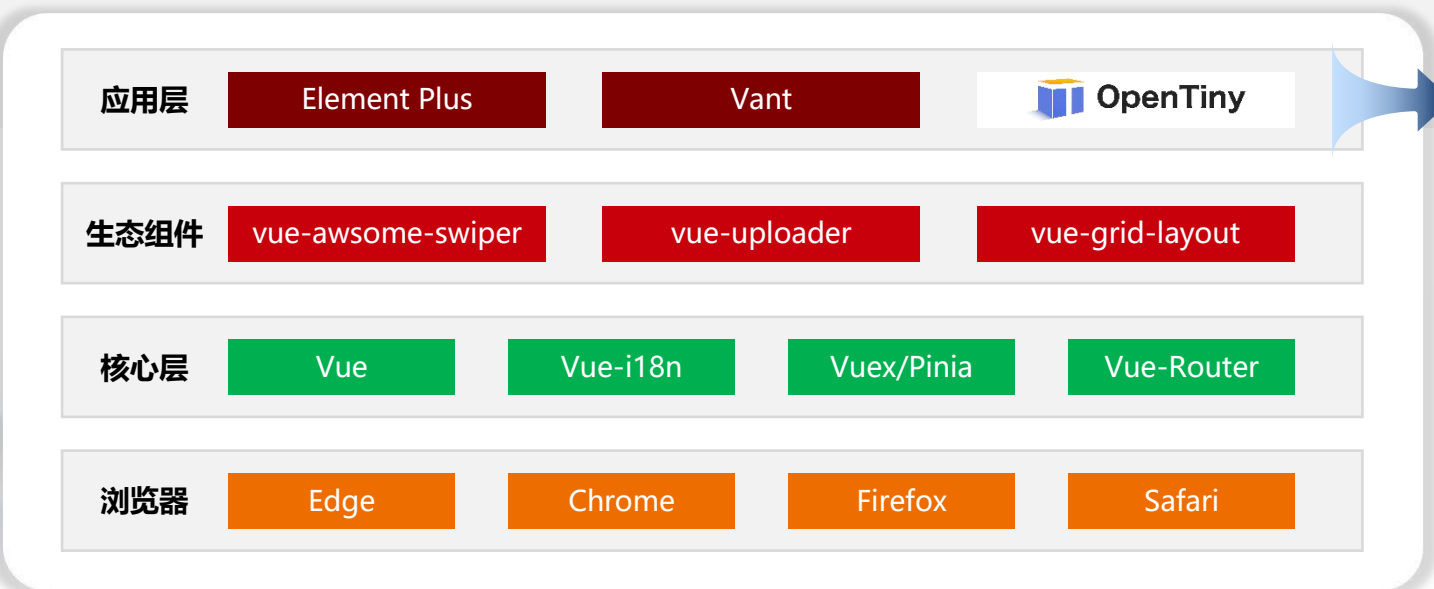 应用层 Element Plus Vant OpenTiny
生态组件 vue-awsome-swiper vue-uploader vue-grid-layout
核心层 Vue Vue-i18n Vuex/Pinia Vue-Router
浏览器 Edge Chrome Firefox Safari